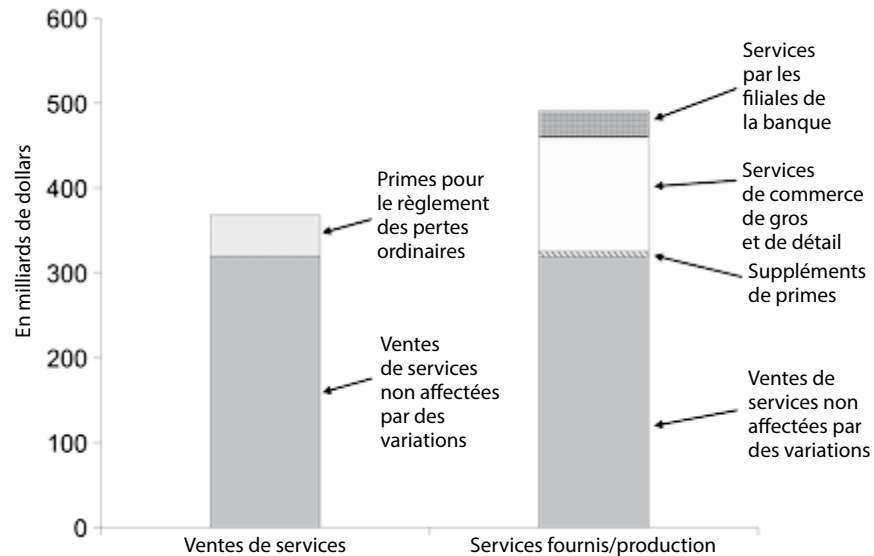 600
500
400
300
200
100
0
En milliards de dollars
Primes pour
le règlement
des pertes
ordinaires
Ventes
de services
non affectées
par des
variations
Services
par les
filiales de
la banque
Services
de commerce
de gros
et de détail
Suppléments
de primes
Ventes de
services non
affectées par
des variations
Ventes de services
Services fournis/production